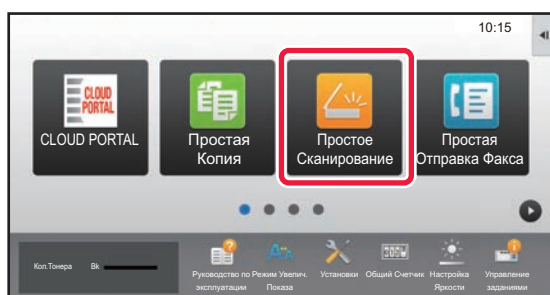 10:15
CLOUD
PORTAL
CLOUD PORTAL
Простая
Копия
Простое
Сканирование
Простая
Отправка Факса
Кол.Тонера Bk
Руководство по
эксплуатации
Режим Увелич.
Показа
Установки
Общий Счетчик
Настройка
Яркости
Управление
заданиями